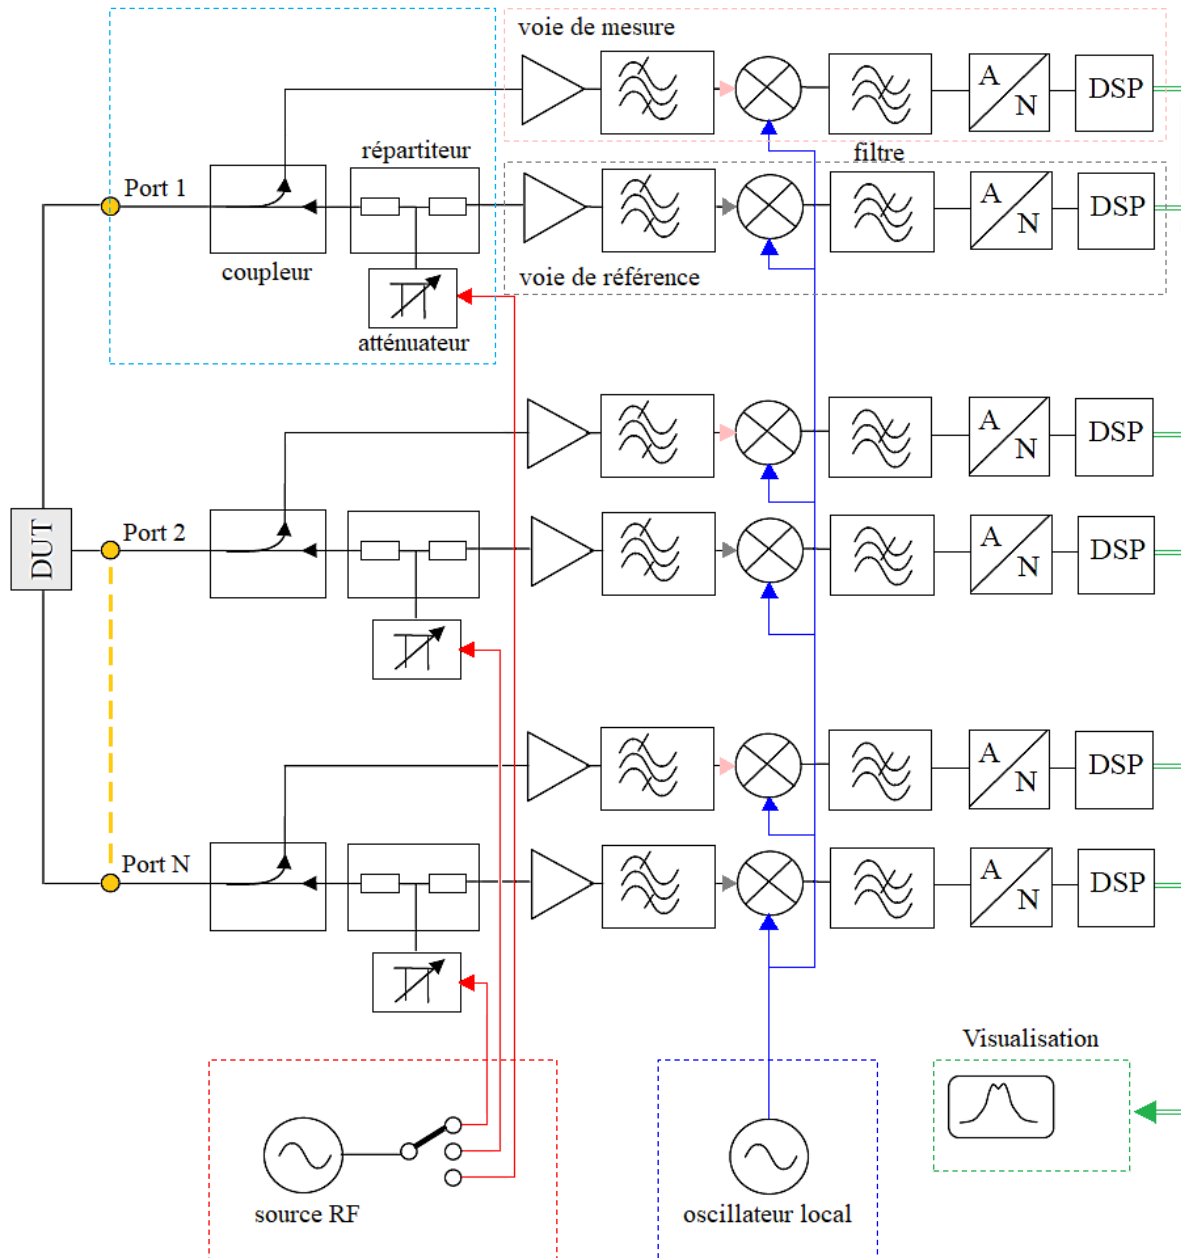 voie de mesure
A
N
DSP
répartiteur
filtre
Port 1
A
N
DSP
coupleur
voie de référence
atténuateur
A
N
DSP
DUT
Port 2
A
N
DSP
A
N
DSP
Port N
A
N
DSP
Visualisation
source RF
oscillateur local